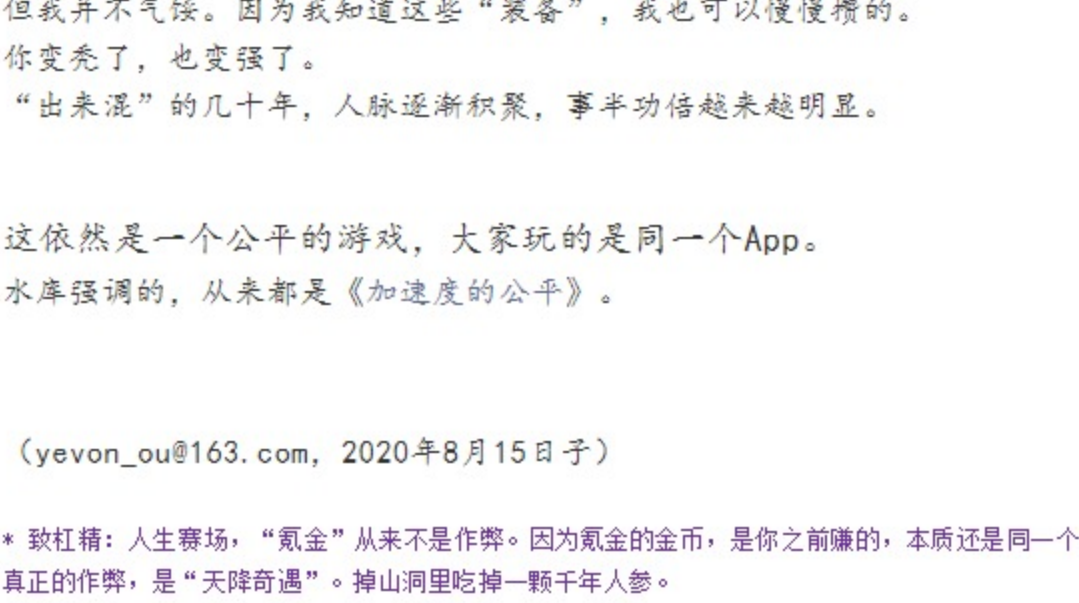 但我并不气馁。因为我知道这些“装备”，我也可以慢慢攒的。
你变秃了，也变强了。
“出来混”的几十年，人脉逐渐积聚，事半功倍越来越明显。
这依然是一个公平的游戏，大家玩的是同一个App。
水库强调的，从来都是《加速度的公平》。
（yevon_ou@163.com，2020年8月15日子）
* 致杠精：人生赛场，“氪金”从来不是作弊。因为氪金的金币，是你之前赚的，本质还是同一个
真正的作弊，是“天降奇遇”。掉山洞里吃掉一颗千年人参。